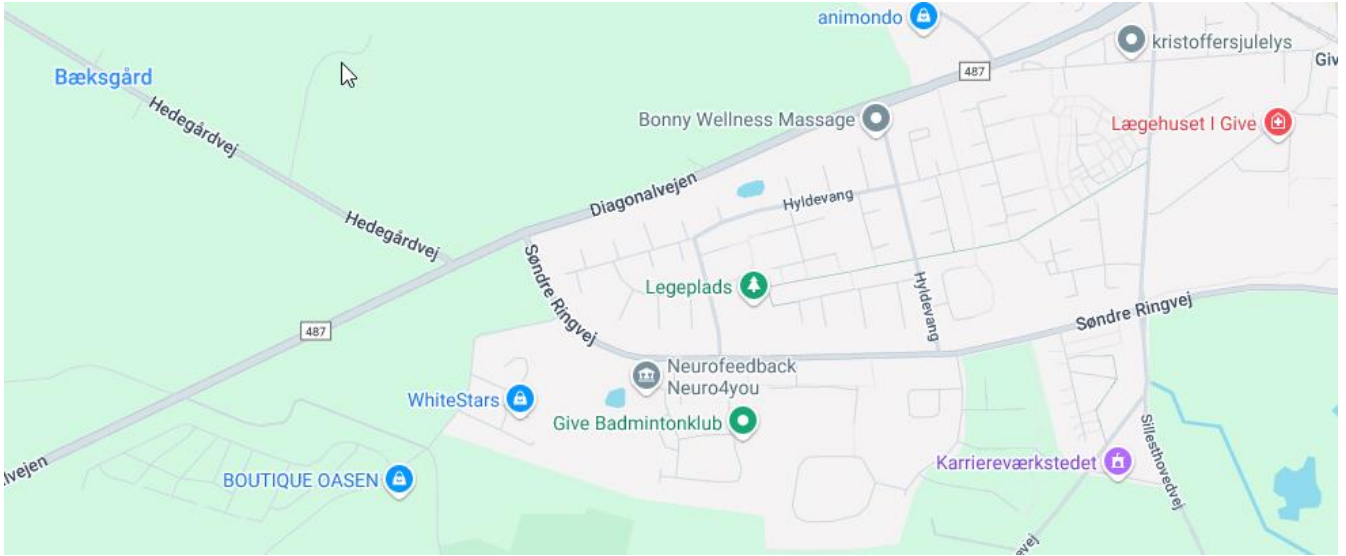 animondo
kristoffersjulelys
Giv
487
Bæksgård
Hedegårdvej
Bonny Wellness Massage
Lægehuset I Give
Diagonalvejen
Hyldevang
Hedegårdvej
Søndre Ringvej
Legeplads
Hyldevang
Søndre Ringvej
487
Neurofeedback
Neuro4you
WhiteStars
Give Badmintonklub
Sillesthovedvej
lvejen
BOUTIQUE OASEN
Karriereværkstedet
evej